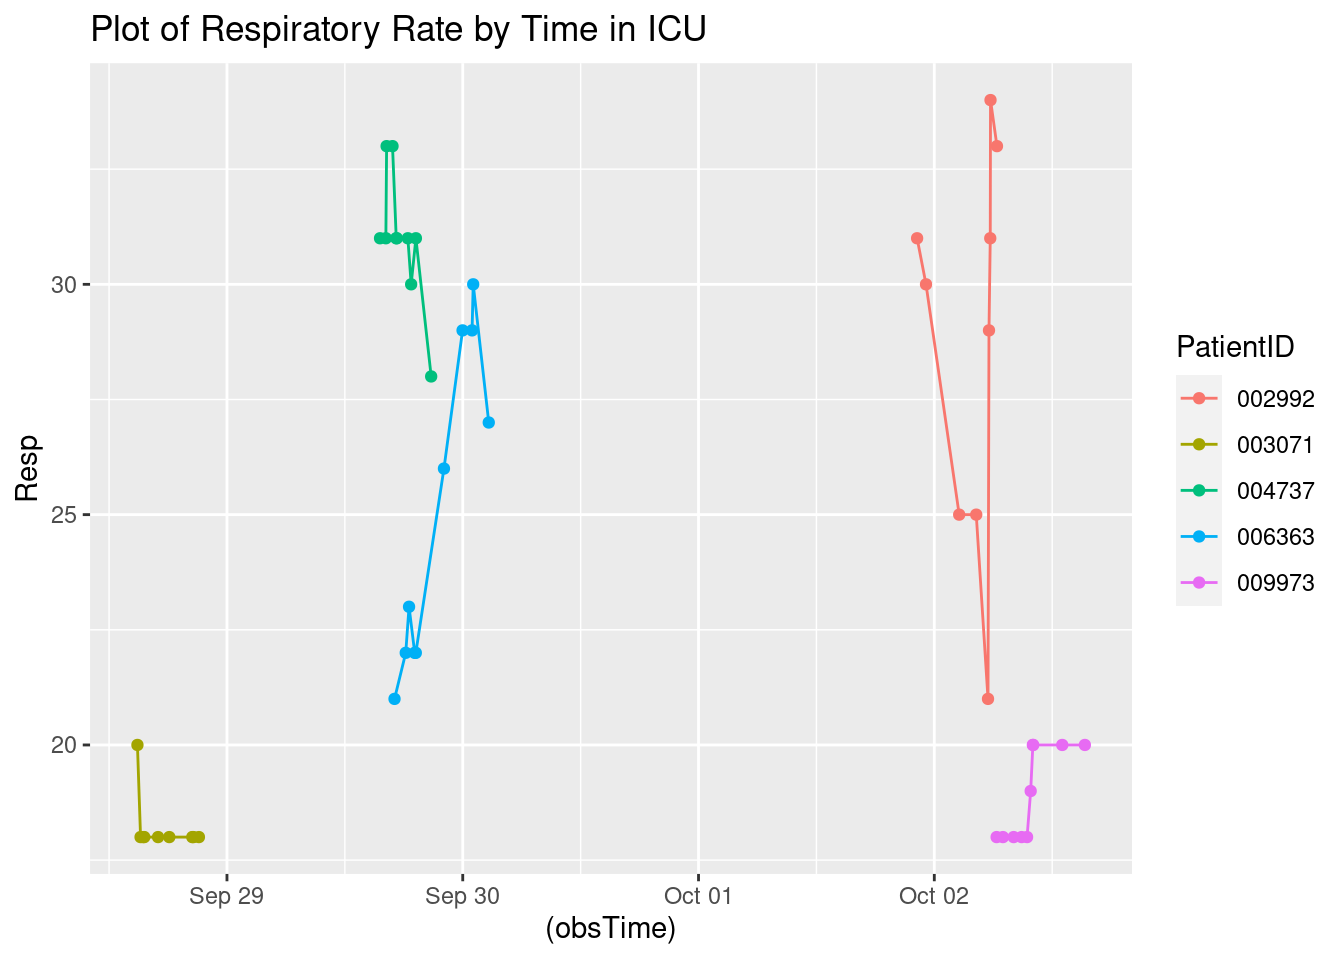 Plot of Respiratory Rate by Time in ICU
Resp
30
25
20
Sep 29
Sep 30
Oct 01
Oct 02
(obsTime)
PatientID
002992
003071
004737
006363
009973